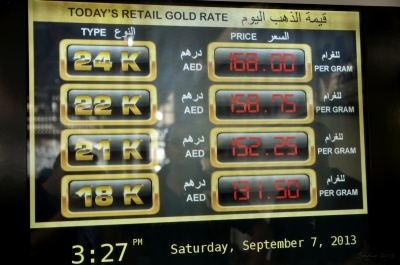 TODAY'S RETAIL GOLD RATE قيمة الذهب اليوم
TYPE النوع PRICE السعر
24 K درهم AED 168.00 للغرام PER GRAM
22 K درهم AED 158.75 للغرام PER GRAM
21 K درهم AED 152.25 للغرام PER GRAM
18 K درهم AED 131.50 للغرام PER GRAM
3:27 PM Saturday, September 7, 2013